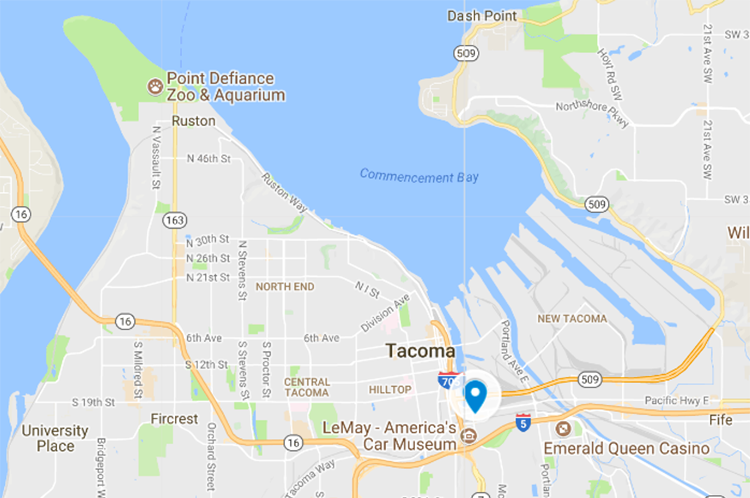 Dash Point
509
SW 3
21st Ave SW
Hoyt Rd SW
Point Defiance
Zoo & Aquarium
Northshore Pkwy
Ruston
N Vassault St
N 46th St
Commencement Bay
21st Ave SW
Ruston Way
16
163
509
SW 3
N 30th St
N Stevens St
Wil
N 26th St
N 21st St
NORTH END
N I St
Division Ave
16
NEW TACOMA
Portland Ave E
6th Ave
6th Ave
Tacoma
S Mildred St
S 12th St
S Stevens St
S Proctor St
CENTRAL
TACOMA
HILLTOP
70
509
S 19th St
Pacific Hwy E
Fircrest
Fife
University
Place
LeMay - America's
Car Museum
5
Orchard Street
Bridgeport W
16
Emerald Queen Casino
Tacoma Way
7